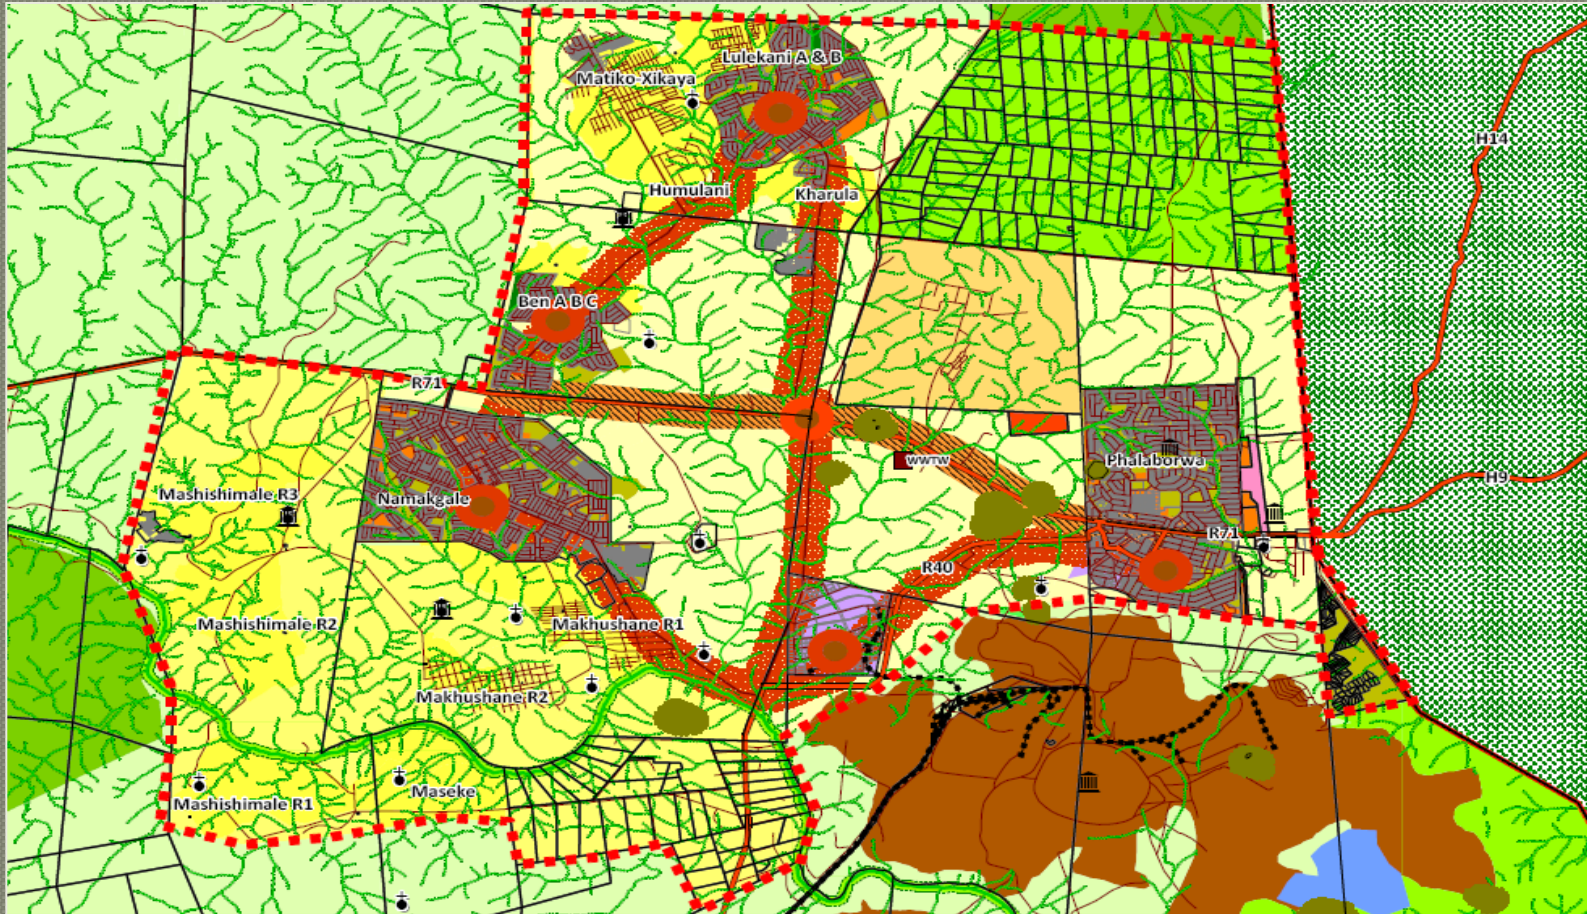 Lulekani A & B
Matiko-Xikaya
H14
Humulani
Kharula
Ben A B C
R71
Phalaborwa
WWTW
H9
Mashishimale R3
Namakgale
R71
R40
Mashishimale R2
Makhushane R1
Makhushane R2
Maseke
Mashishimale R1